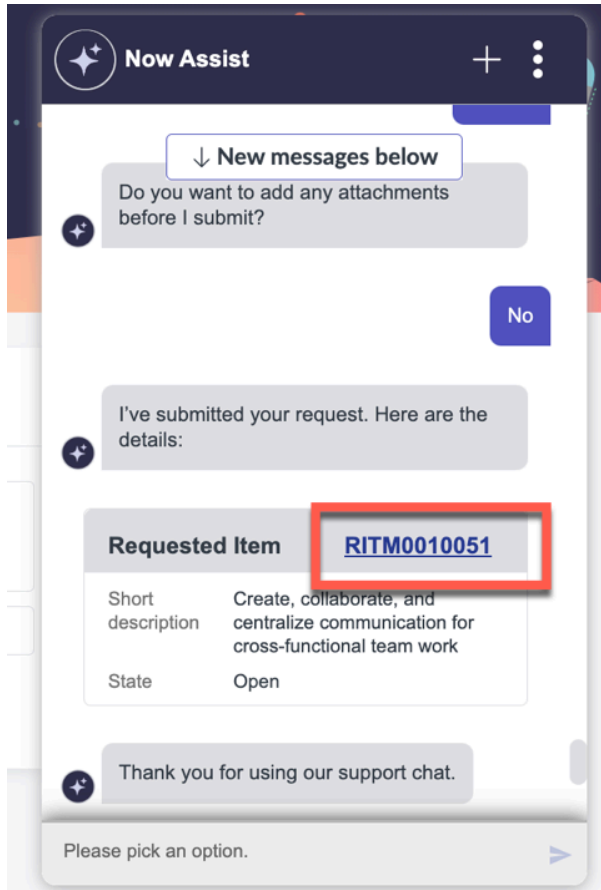 Now Assist
↓ New messages below
Do you want to add any attachments
before I submit?
No
I've submitted your request. Here are the
details:
Requested Item RITM0010051
Short description Create, collaborate, and
centralize communication for
cross-functional team work
State Open
Thank you for using our support chat.
Please pick an option.